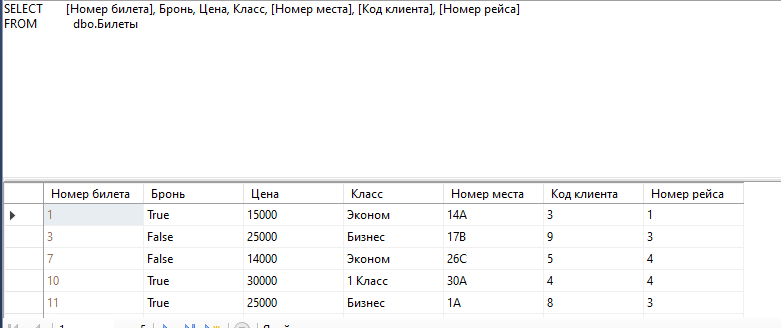 SELECT [Номер билета], Бронь, Цена, Класс, [Номер места], [Код клиента], [Номер рейса]
FROM dbo.Билеты
Номер билета Бронь Цена Класс Номер места Код клиента Номер рейса
1 True 15000 Эконом 14A 3 1
3 False 25000 Бизнес 17B 9 3
7 False 14000 Эконом 26C 5 4
10 True 30000 1 Класс 30A 4 4
11 True 25000 Бизнес 1A 8 3